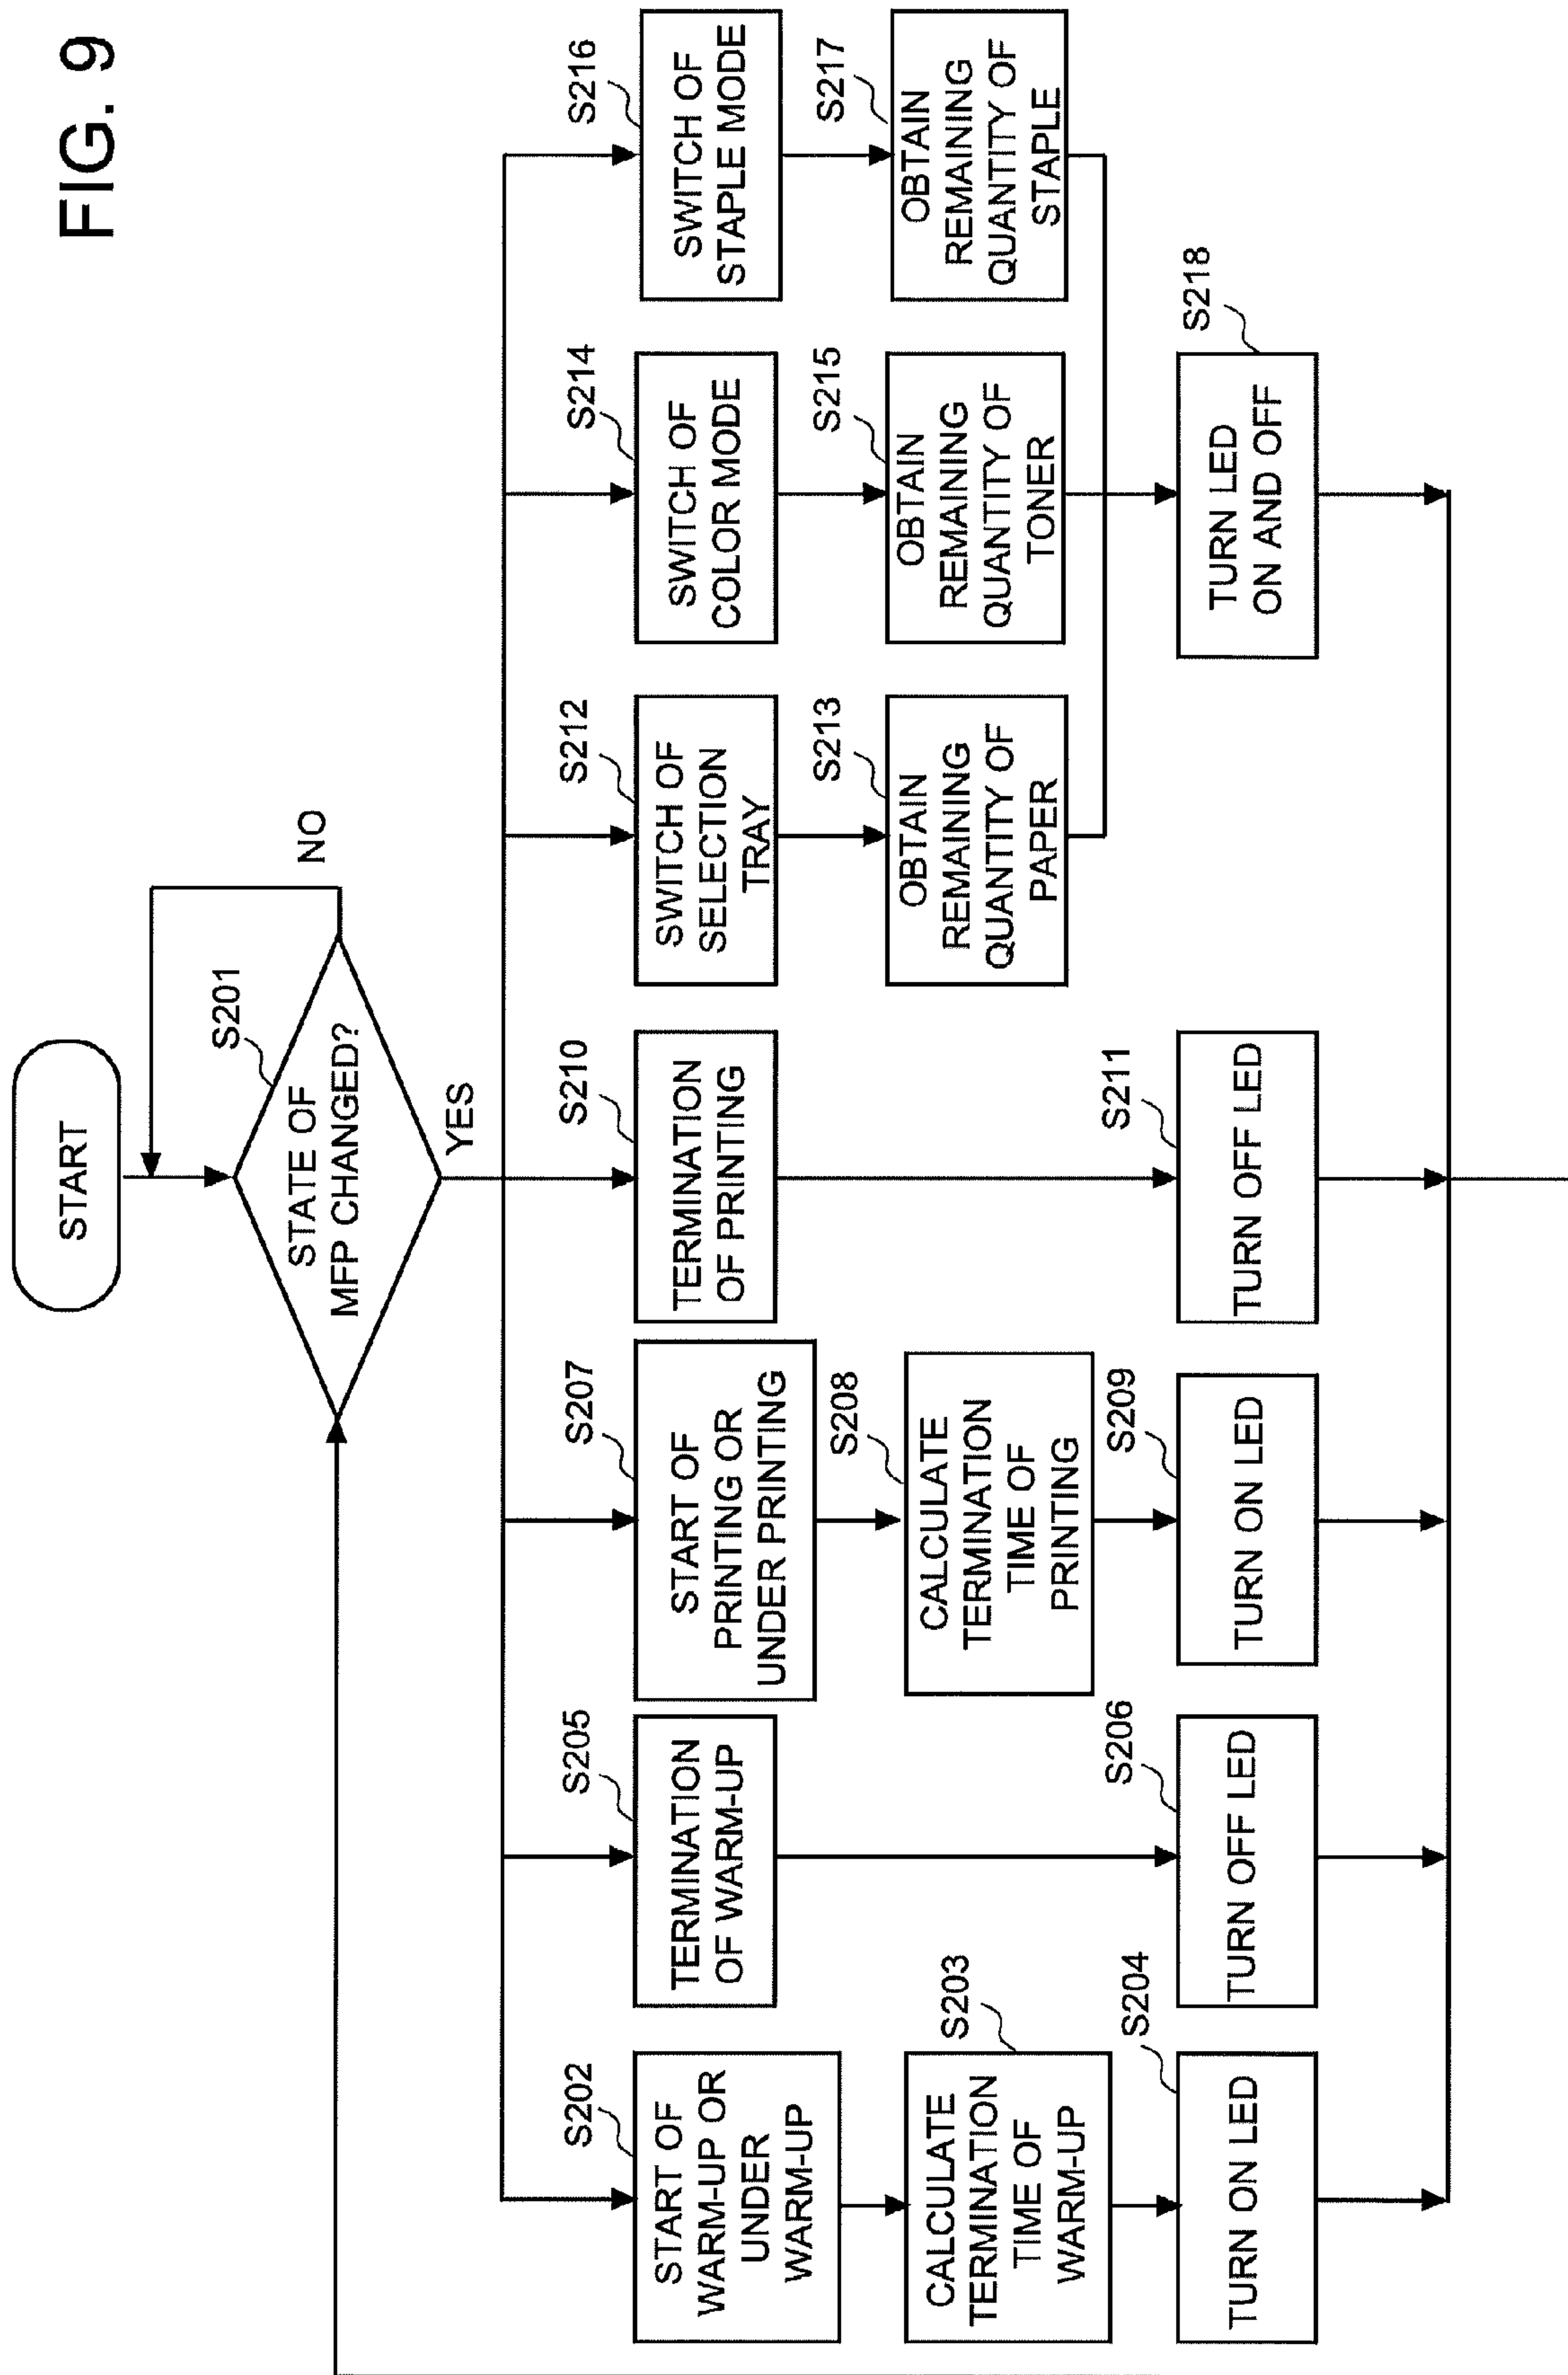 FIG. 9
START
S201
STATE OF
MFP CHANGED?
NO
YES
S202
START OF
WARM-UP OR
UNDER
WARM-UP
S203
CALCULATE
TERMINATION
TIME OF
WARM-UP
S204
TURN ON LED
S205
TERMINATION
OF WARM-UP
S206
TURN OFF LED
S207
START OF
PRINTING OR
UNDER PRINTING
S208
CALCULATE
TERMINATION
TIME OF
PRINTING
S209
TURN ON LED
S210
TERMINATION
OF PRINTING
S211
TURN OFF LED
S212
SWITCH OF
SELECTION
TRAY
S213
OBTAIN
REMAINING
QUANTITY OF
PAPER
S214
SWITCH OF
COLOR MODE
S215
OBTAIN
REMAINING
QUANTITY OF
TONER
S216
SWITCH OF
STAPLE MODE
S217
OBTAIN
REMAINING
QUANTITY OF
STAPLE
S218
TURN LED
ON AND OFF